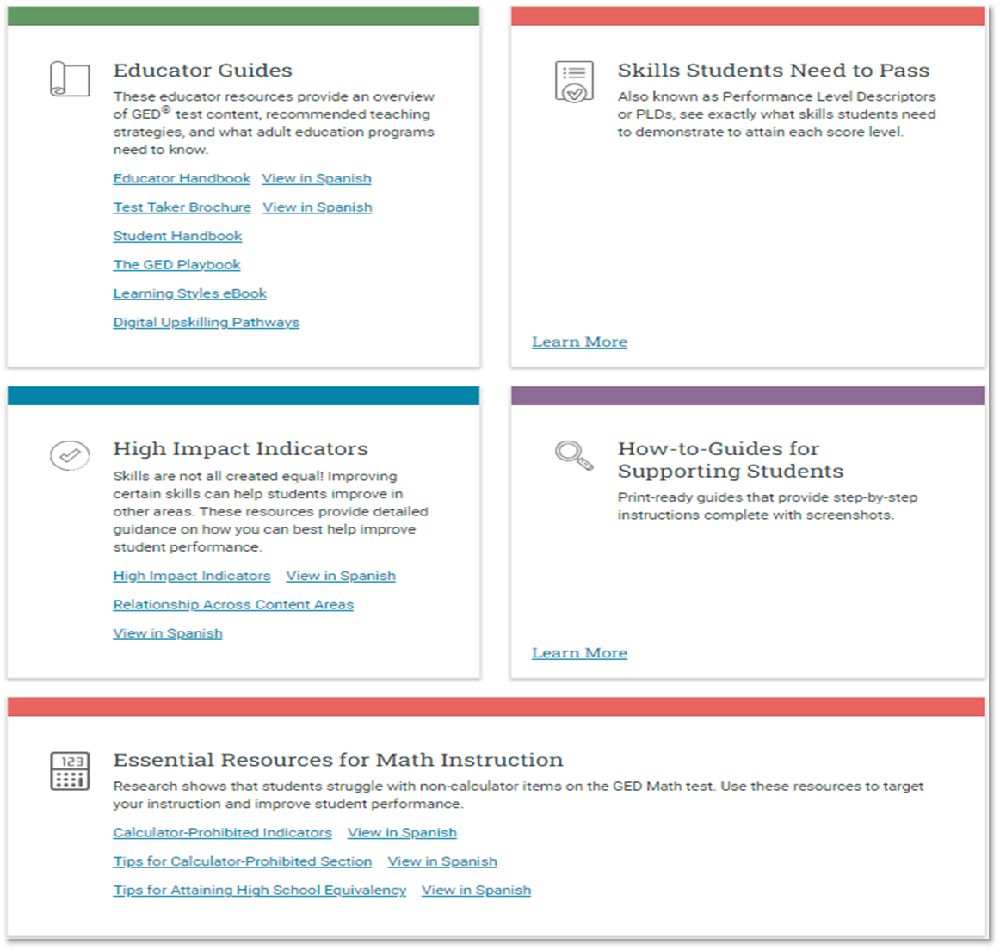 Educator Guides
These educator resources provide an overview
of GED® test content, recommended teaching
strategies, and what adult education programs
need to know.
Educator Handbook View in Spanish
Test Taker Brochure View in Spanish
Student Handbook
The GED Playbook
Learning Styles eBook
Digital Upskilling Pathways
Skills Students Need to Pass
Also known as Performance Level Descriptors
or PLDs, see exactly what skills students need
to demonstrate to attain each score level.
Learn More
High Impact Indicators
Skills are not all created equal! Improving
certain skills can help students improve in
other areas. These resources provide detailed
guidance on how you can best help improve
student performance.
High Impact Indicators View in Spanish
Relationship Across Content Areas
View in Spanish
How-to-Guides for
Supporting Students
Print-ready guides that provide step-by-step
instructions complete with screenshots.
Learn More
123
Essential Resources for Math Instruction
Research shows that students struggle with non-calculator items on the GED Math test. Use these resources to target
your instruction and improve student performance.
Calculator-Prohibited Indicators View in Spanish
Tips for Calculator-Prohibited Section View in Spanish
Tips for Attaining High School Equivalency View in Spanish